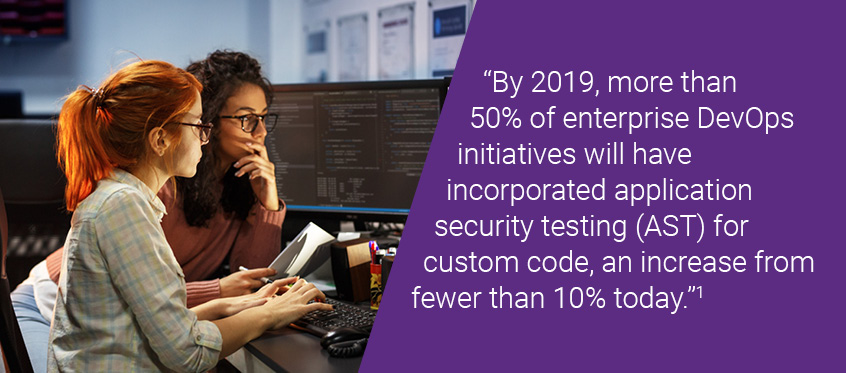 “By 2019, more than
50% of enterprise DevOps
initiatives will have
incorporated application
security testing (AST) for
custom code, an increase from
fewer than 10% today.”1